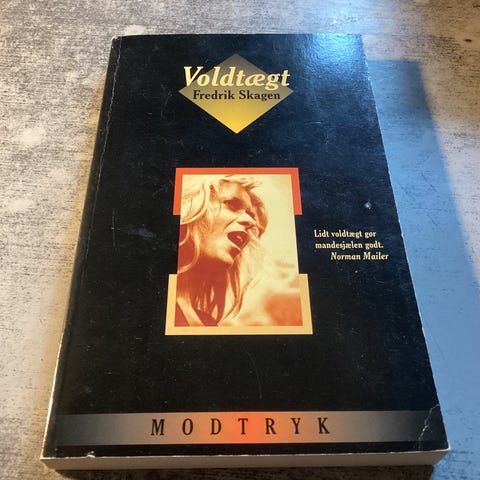 Voldtægt
Fredrik Skagen
Lidt voldtægt gør
mandesjælen godt.
Norman Mailer
MODTRYK